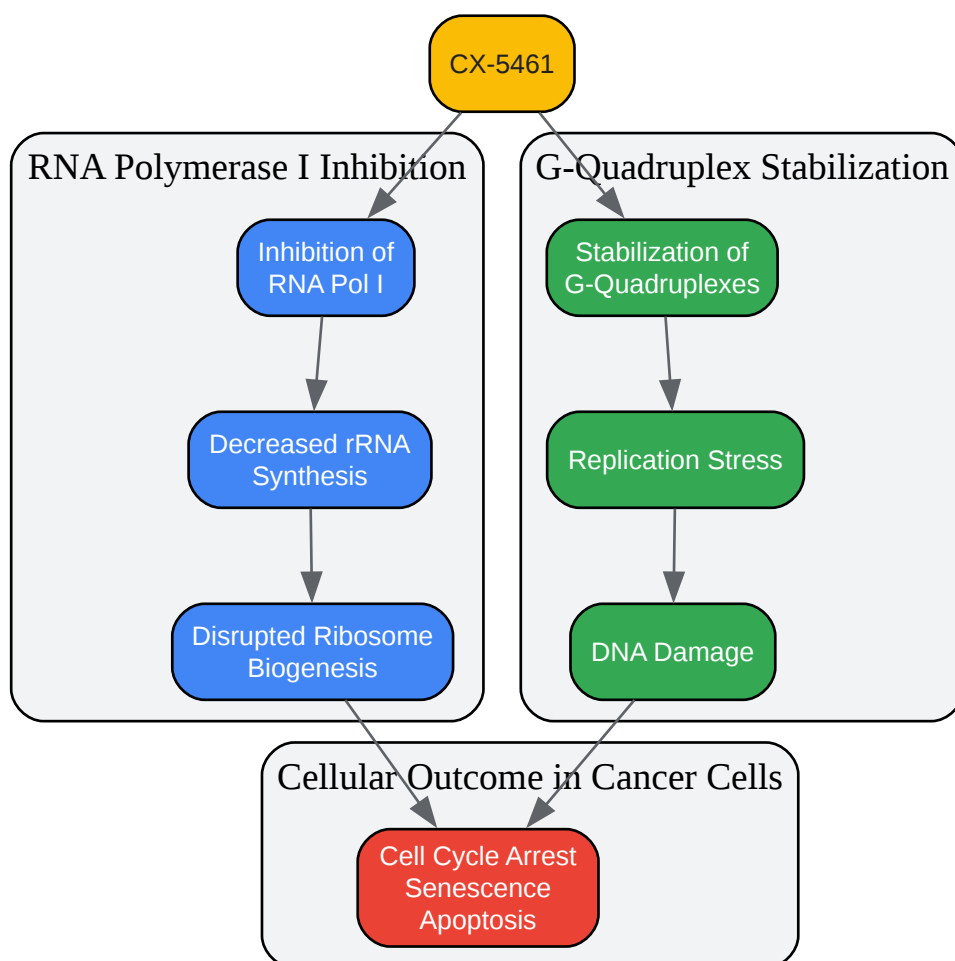 CX-5461
RNA Polymerase I Inhibition
Inhibition of
RNA Pol I
Decreased rRNA
Synthesis
Disrupted Ribosome
Biogenesis
G-Quadruplex Stabilization
Stabilization of
G-Quadruplexes
Replication Stress
DNA Damage
Cellular Outcome in Cancer Cells
Cell Cycle Arrest
Senescence
Apoptosis